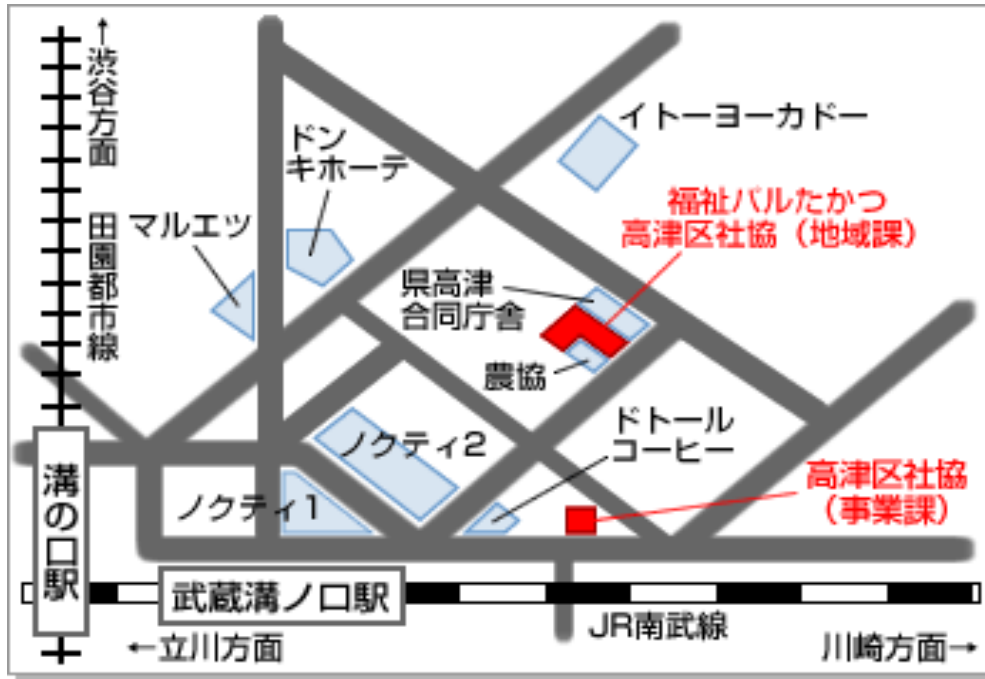 ↑渋谷方面
田園都市線
ドン
キホーテ
マルエツ
イトーヨーカドー
福祉パルたかつ
高津区社協（地域課）
県高津
合同庁舎
農協
ドトール
コーヒー
ノクティ2
ノクティ1
高津区社協
（事業課）
溝の口駅
武蔵溝ノ口駅
JR南武線
←立川方面
川崎方面→